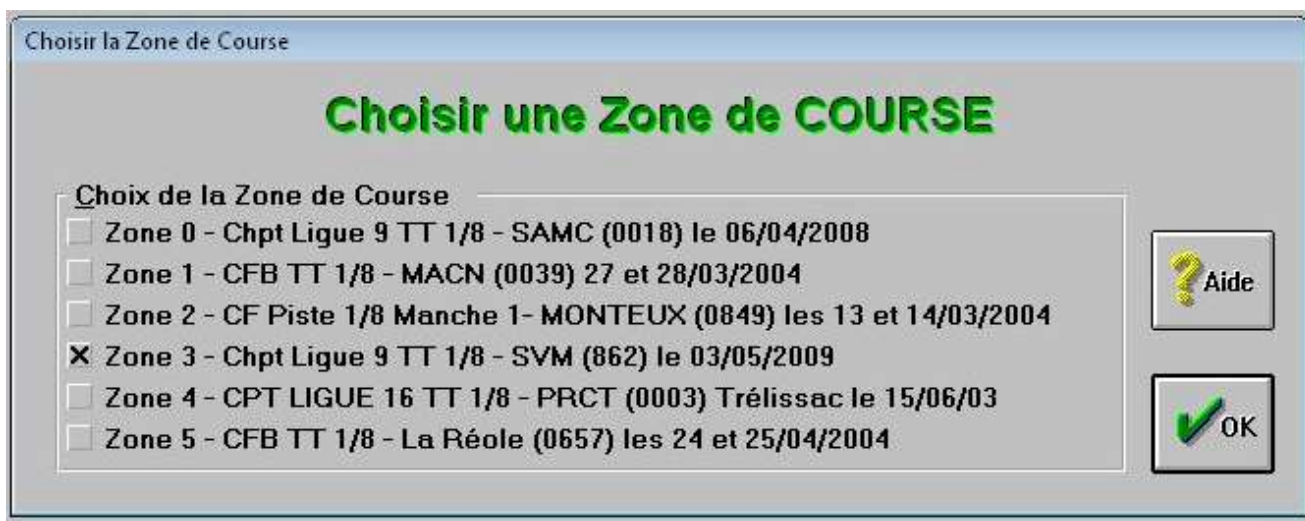 Choisir la Zone de Course
Choisir une Zone de COURSE
Choix de la Zone de Course
Zone 0 - Chpt Ligue 9 TT 1/8 - SAMC (0018) le 06/04/2008
Zone 1 - CFB TT 1/8 - MACN (0039) 27 et 28/03/2004
Zone 2 - CF Piste 1/8 Manche 1- MONTEUX (0849) les 13 et 14/03/2004
Zone 3 - Chpt Ligue 9 TT 1/8 - SVM (862) le 03/05/2009
Zone 4 - CPT LIGUE 16 TT 1/8 - PRCT (0003) Trélissac le 15/06/03
Zone 5 - CFB TT 1/8 - La Réole (0657) les 24 et 25/04/2004
Aide
OK